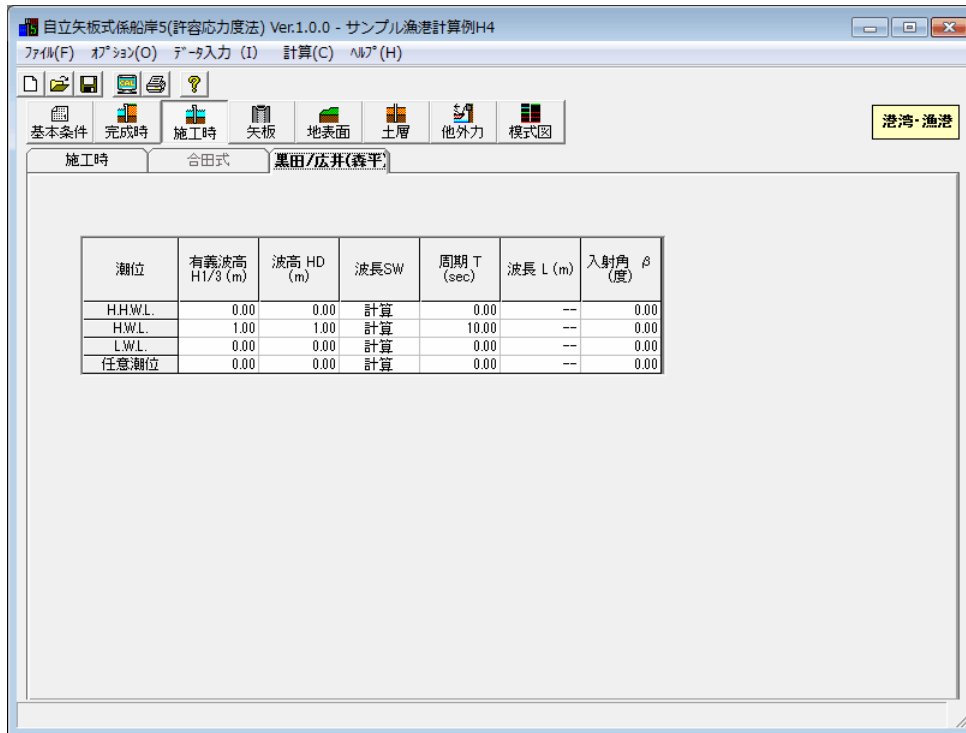 自立矢板式係船岸5(許容応力度法) Ver.1.0.0 - サンプル漁港計算例H4
ﾌｧｲﾙ(F) ｵﾌﾟｼｮﾝ(O) ﾃﾞｰﾀ入力 (I) 計算(C) ﾍﾙﾌﾟ(H)
基本条件 完成時 施工時 矢板 地表面 土層 他外力 模式図
港湾・漁港
施工時 合田式 黒田/広井(森平)
潮位 有義波高 H1/3 (m) 波高 HD (m) 波長SW 周期 T (sec) 波長 L (m) 入射角 β (度)
H.H.W.L. 0.00 0.00 計算 0.00 -- 0.00
H.W.L. 1.00 1.00 計算 10.00 -- 0.00
L.W.L. 0.00 0.00 計算 0.00 -- 0.00
任意潮位 0.00 0.00 計算 0.00 -- 0.00